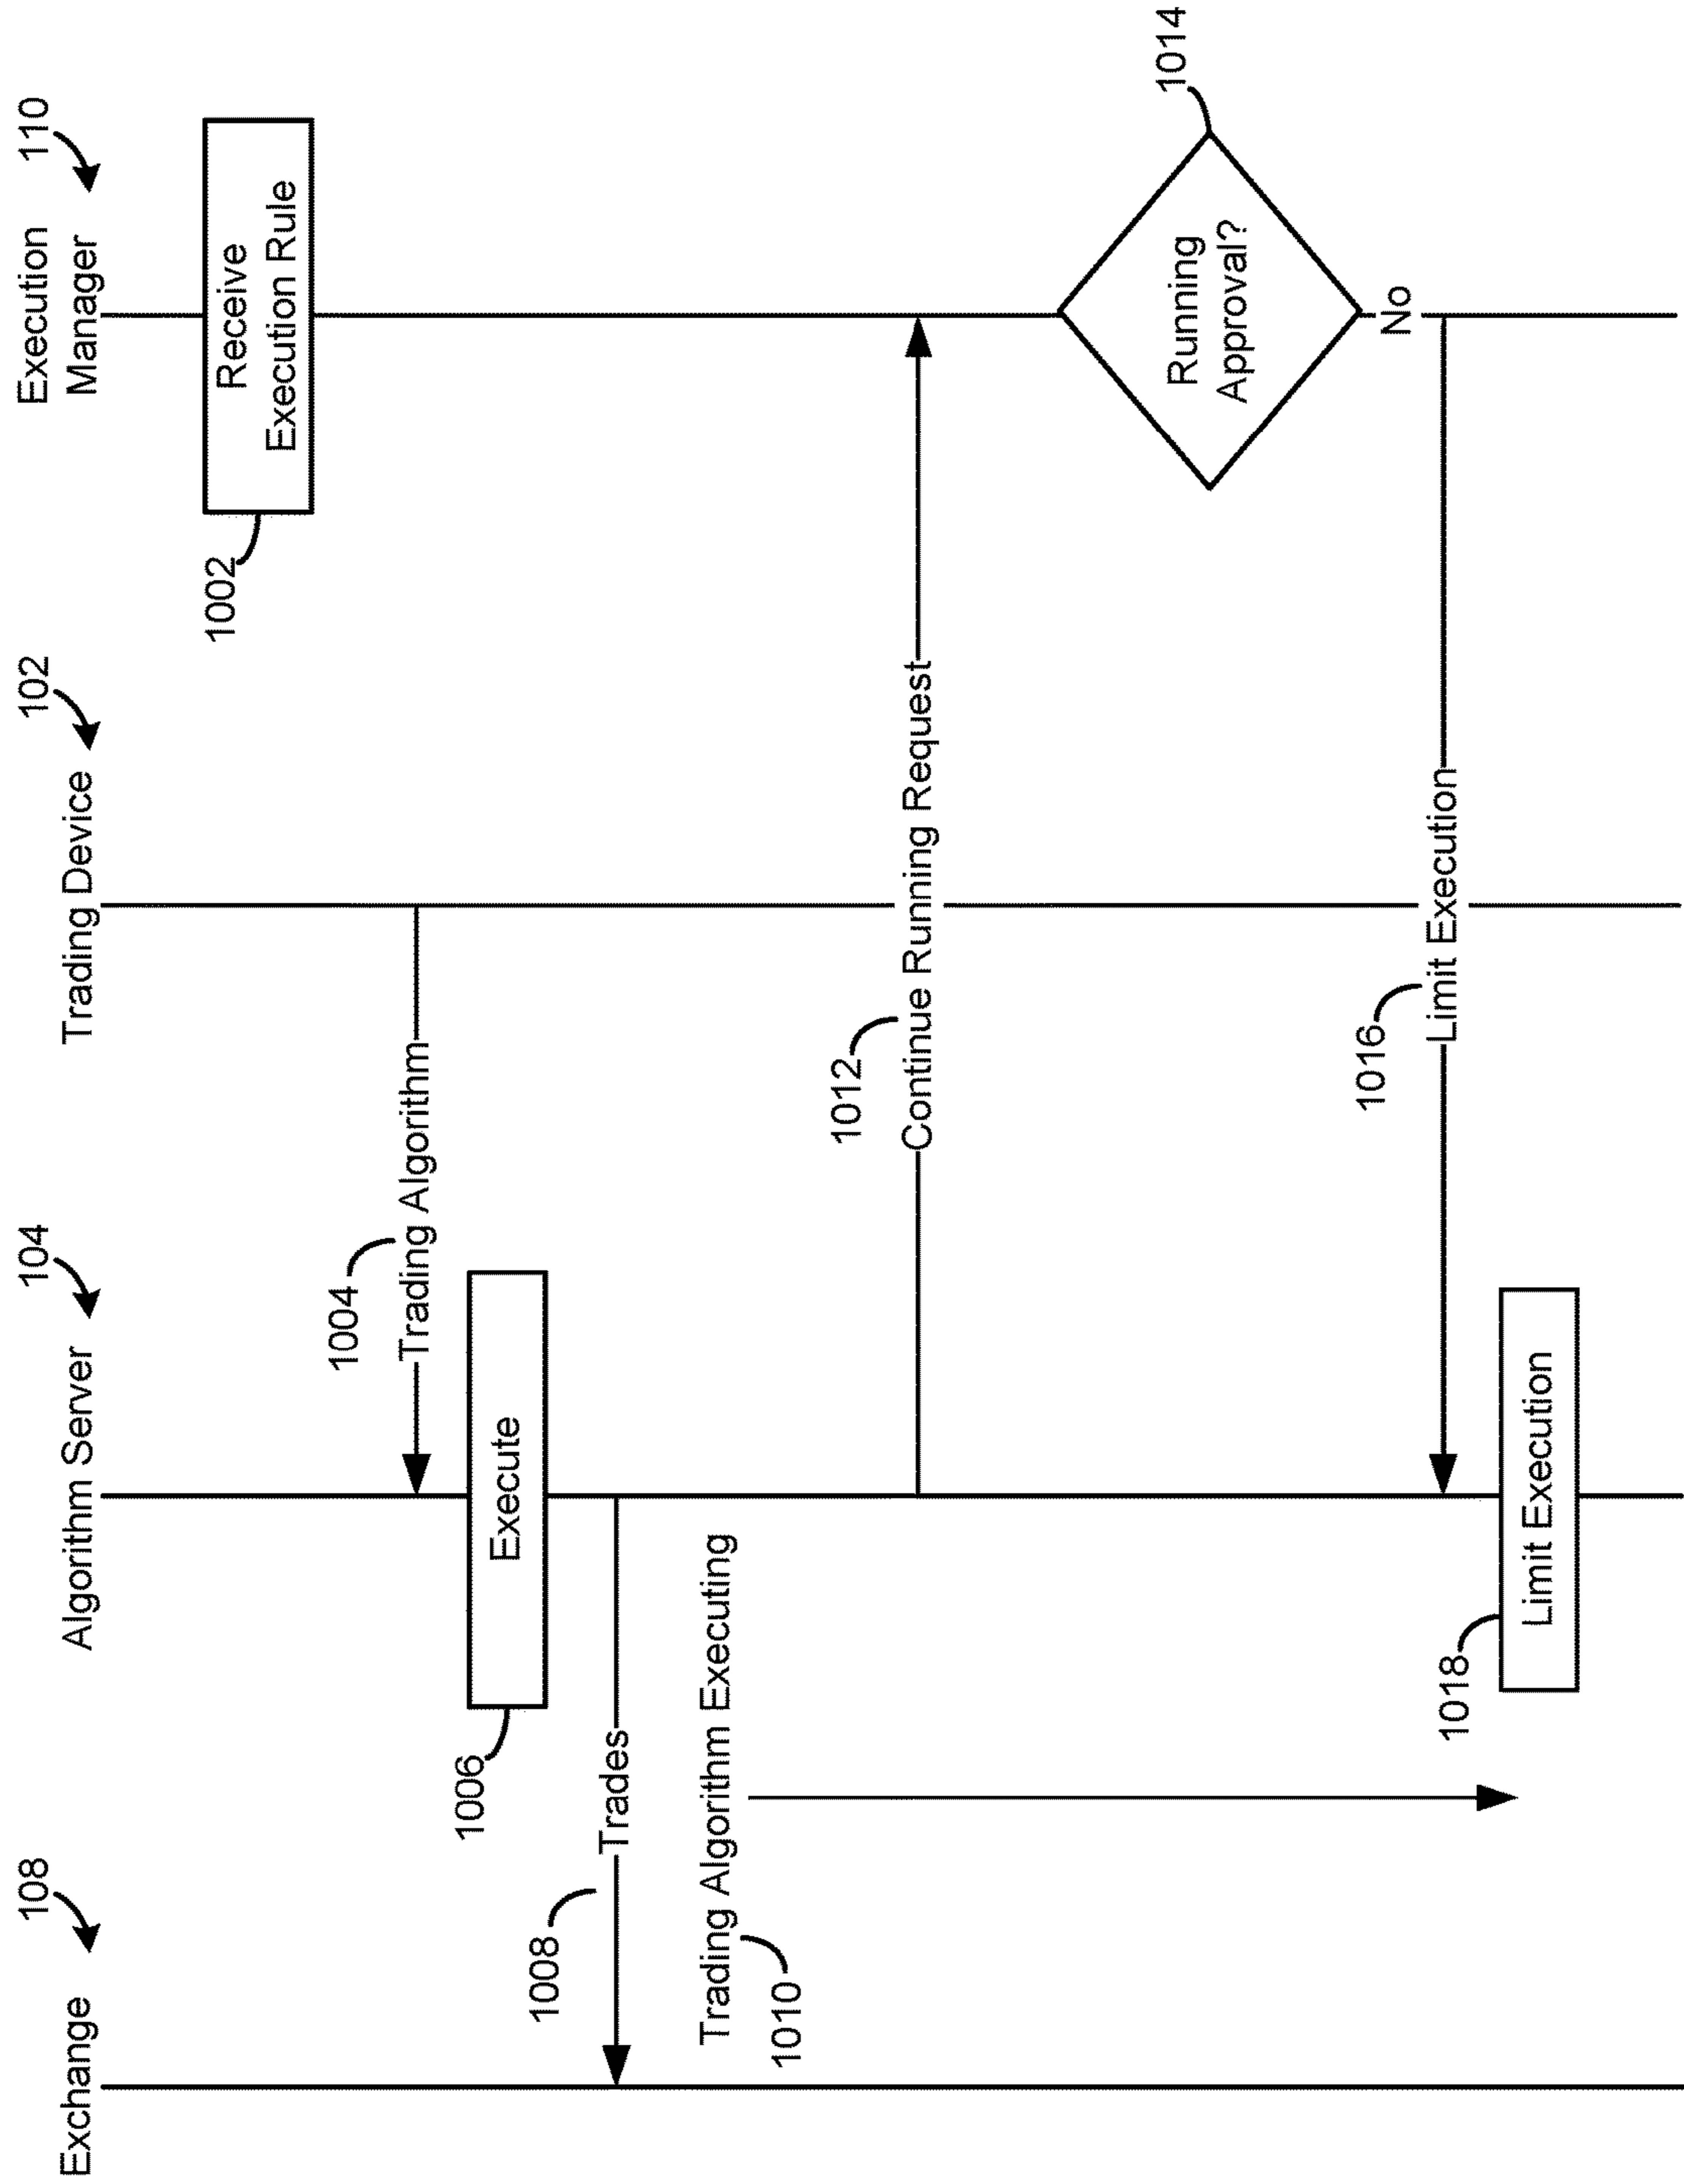 108
Exchange
104
Algorithm Server
102
Trading Device
110
Execution
Manager
1002
Receive
Execution Rule
1004
Trading Algorithm
1006
Execute
1008
Trades
Trading Algorithm Executing
1010
1012
Continue Running Request
1014
Running
Approval?
No
1016
Limit Execution
1018
Limit Execution